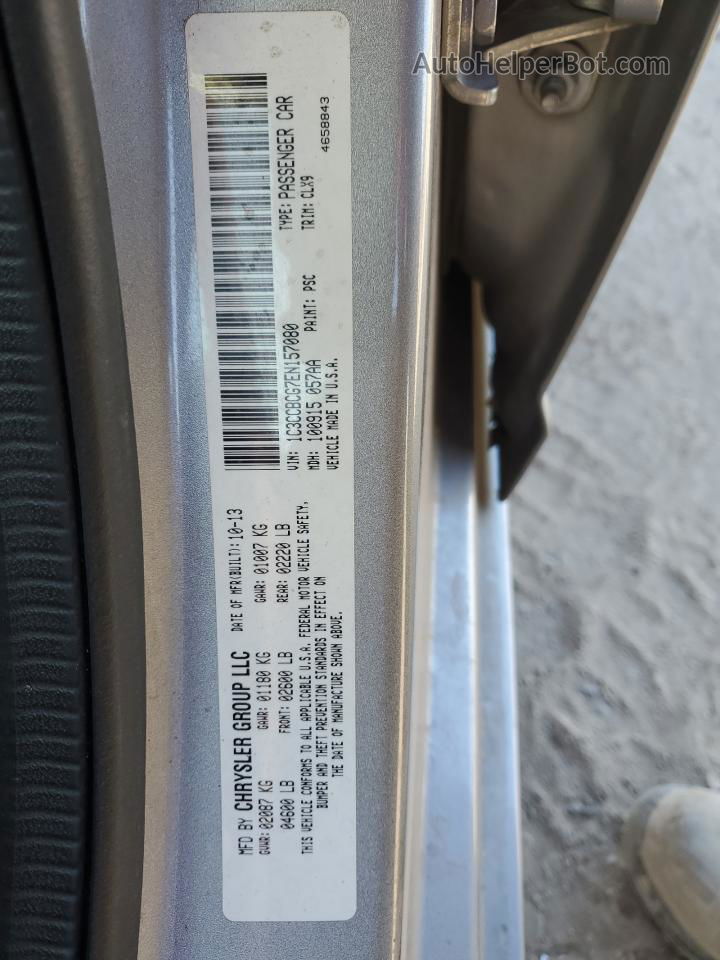 AutoHelperBot.com
MFD BY CHRYSLER GROUP LLC DATE OF MFR(BUILT): 10-13
GVWR: 02087 KG GAWR: 01180 KG GAWR: 01007 KG
04600 LB FRONT: 02600 LB REAR: 02220 LB
THIS VEHICLE CONFORMS TO ALL APPLICABLE U.S.A. FEDERAL MOTOR VEHICLE SAFETY,
BUMPER AND THEFT PREVENTION STANDARDS IN EFFECT ON
THE DATE OF MANUFACTURE SHOWN ABOVE.
VIN: 1C3CCBCG7EN157080 TYPE: PASSENGER CAR
MDH: 100915 057AA PAINT: PSC TRIM: CLX9
VEHICLE MADE IN U.S.A. 4658843